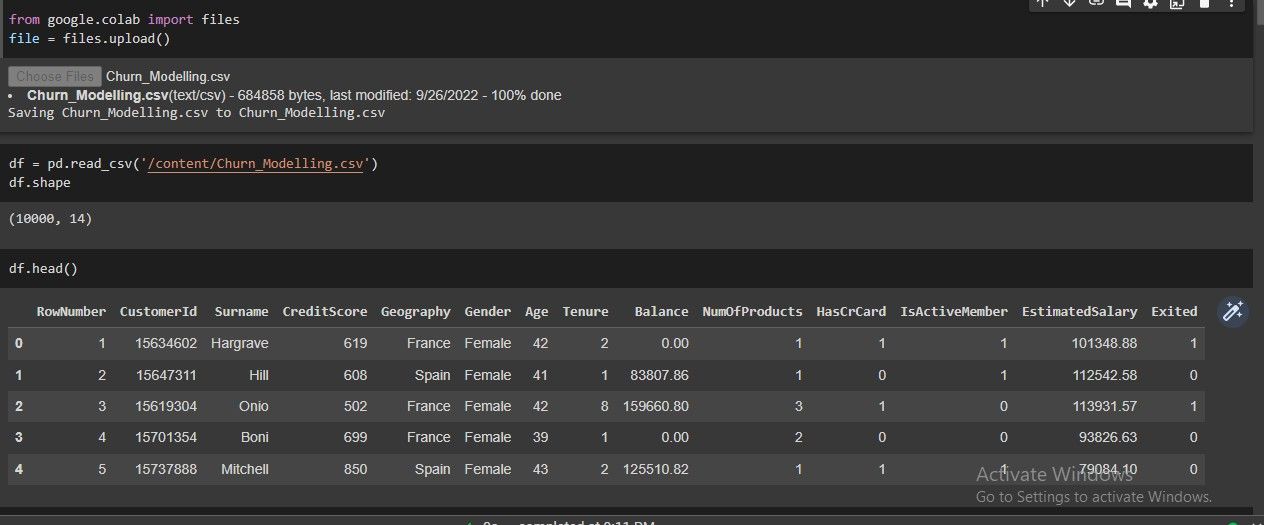 from google.colab import files
file = files.upload()
Choose Files Churn_Modelling.csv
• Churn_Modelling.csv(text/csv) - 684858 bytes, last modified: 9/26/2022 - 100% done
Saving Churn_Modelling.csv to Churn_Modelling.csv
df = pd.read_csv('/content/Churn_Modelling.csv')
df.shape
(10000, 14)
df.head()
RowNumber CustomerId Surname CreditScore Geography Gender Age Tenure Balance NumOfProducts HasCrCard IsActiveMember EstimatedSalary Exited
0 1 15634602 Hargrave 619 France Female 42 2 0.00 1 1 1 101348.88 1
1 2 15647311 Hill 608 Spain Female 41 1 83807.86 1 0 1 112542.58 0
2 3 15619304 Onio 502 France Female 42 8 159660.80 3 1 0 113931.57 1
3 4 15701354 Boni 699 France Female 39 1 0.00 2 0 0 93826.63 0
4 5 15737888 Mitchell 850 Spain Female 43 2 125510.82 1 1 1 79084.10 0
Activate Windows
Go to Settings to activate Windows.